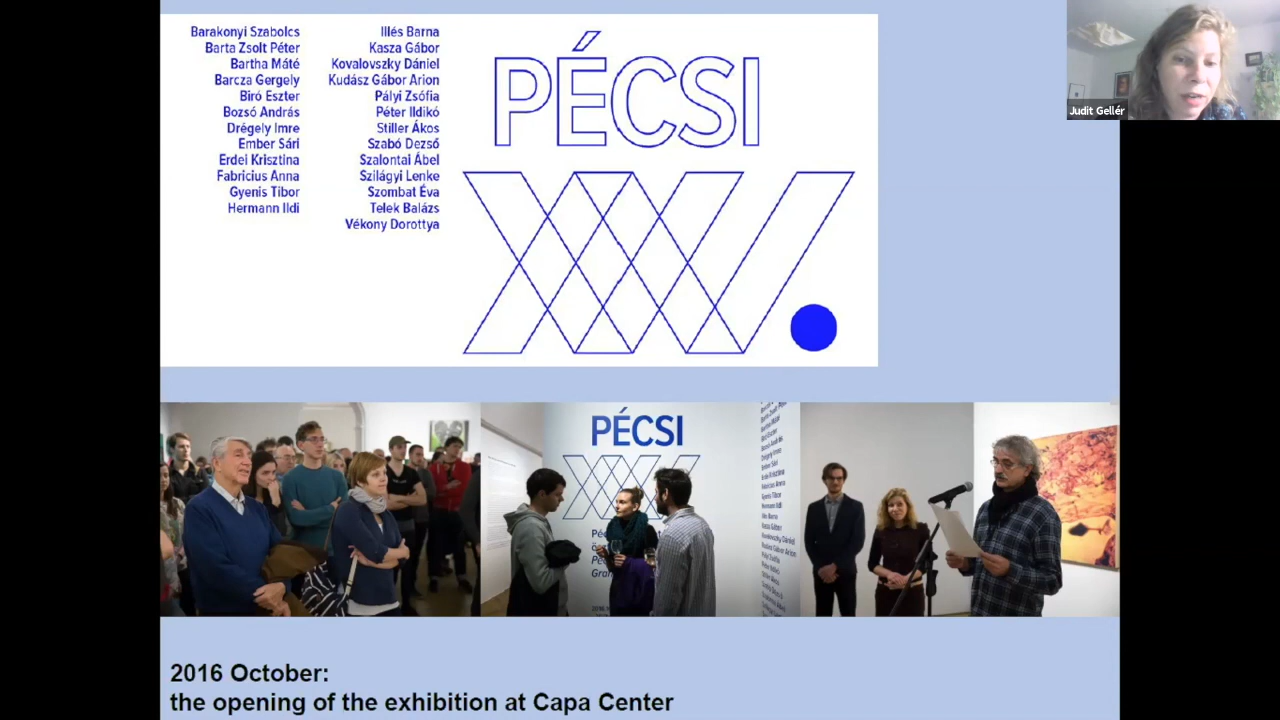 Barakonyi Szabolcs
Barta Zsolt Péter
Bartha Máté
Barcza Gergely
Biró Eszter
Bozsó András
Drégely Imre
Ember Sári
Erdei Krisztina
Fabricius Anna
Gyenis Tibor
Hermann Ildi
Illés Barna
Kasza Gábor
Kovalovszky Dániel
Kudász Gábor Arion
Pályi Zsófia
Péter Ildikó
Stiller Ákos
Szabó Dezső
Szalontai Ábel
Szilágyi Lenke
Szombat Éva
Telek Balázs
Vékony Dorottya
PÉCSI
XXV.
Judit Gellér
PÉCSI
XXV.
2016 October:
the opening of the exhibition at Capa Center